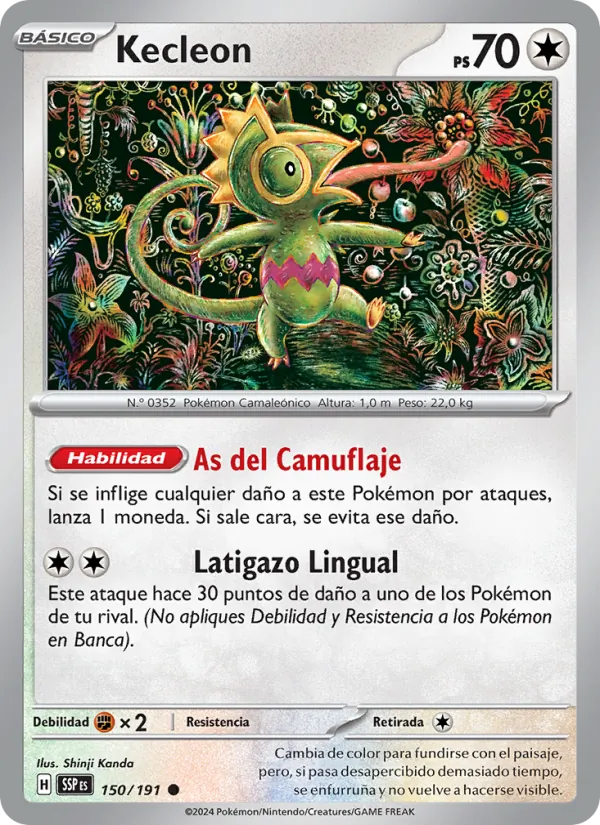 BÁSICO
Kecleon
PS 70
N.º 0352 Pokémon Camaleónico Altura: 1,0 m Peso: 22,0 kg
Habilidad As del Camuflaje
Si se inflige cualquier daño a este Pokémon por ataques,
lanza 1 moneda. Si sale cara, se evita ese daño.
Latigazo Lingual
Este ataque hace 30 puntos de daño a uno de los Pokémon
de tu rival. (No apliques Debilidad y Resistencia a los Pokémon
en Banca).
Debilidad ×2 Resistencia Retirada
Ilus. Shinji Kanda
Cambia de color para fundirse con el paisaje,
pero, si pasa desapercibido demasiado tiempo,
se enfurruña y no vuelve a hacerse visible.
H SSP ES 150/191
©2024 Pokémon/Nintendo/Creatures/GAME FREAK